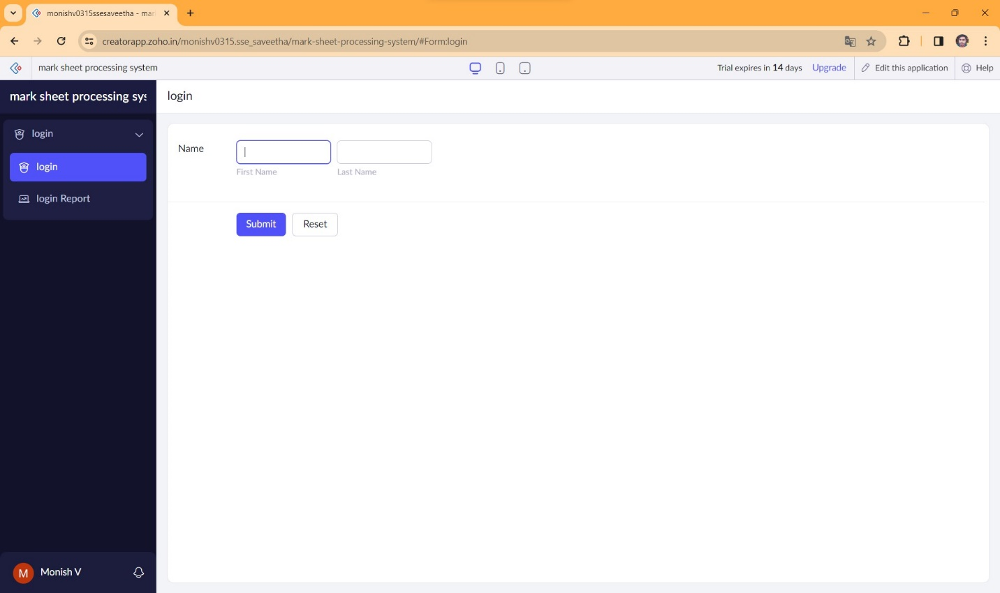 monishv0315ssesaveetha - mar
creatorapp.zoho.in/monishv0315.sse_saveetha/mark-sheet-processing-system/#Form:login
mark sheet processing system
Trial expires in 14 days
Upgrade
Edit this application
Help
mark sheet processing sys
login
login
login
login Report
Name
First Name
Last Name
Submit
Reset
M
Monish V